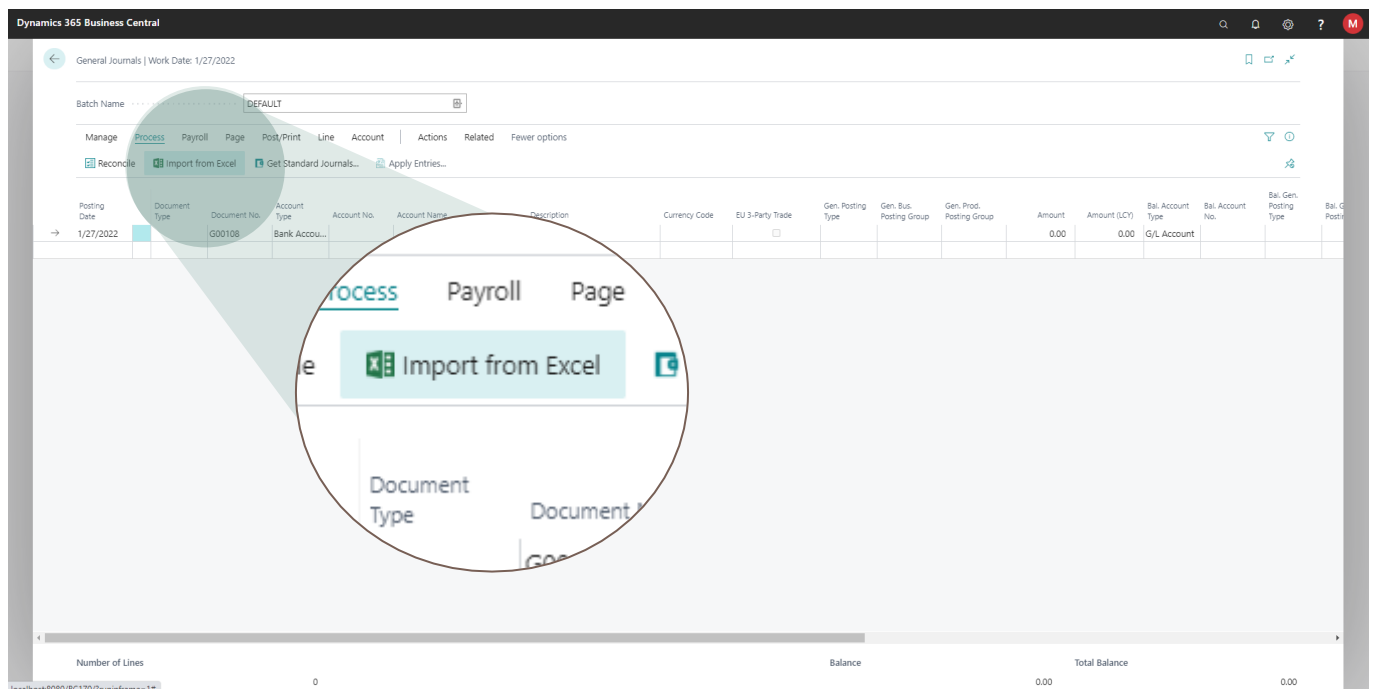 Dynamics 365 Business Central
?
M
General Journals | Work Date: 1/27/2022
Batch Name
DEFAULT
Manage Process Payroll Page Post/Print Line Account | Actions Related Fewer options
Reconcile Import from Excel Get Standard Journals... Apply Entries...
Posting Date Document Type Document No. Account Type Account No. Account Name Description Currency Code EU 3-Party Trade Gen. Posting Type Gen. Bus. Posting Group Gen. Prod. Posting Group Amount Amount (LCY) Bal. Account Type Bal. Account No. Bal. Gen. Posting Type Bal. G
1/27/2022 G00108 Bank Accou... 0.00 0.00 G/L Account
rocess Payroll Page
Import from Excel
Document
Type
Document
Number of Lines Balance Total Balance
0 0.00 0.00